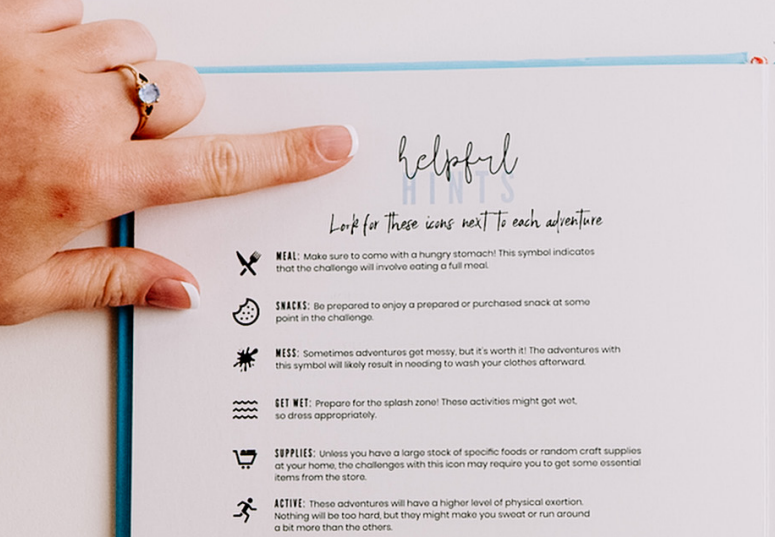 helpful
HINTS
Look for these icons next to each adventure
MEAL: Make sure to come with a hungry stomach! This symbol indicates
that the challenge will involve eating a full meal.
SNACKS: Be prepared to enjoy a prepared or purchased snack at some
point in the challenge.
MESS: Sometimes adventures get messy, but it's worth it! The adventures with
this symbol will likely result in needing to wash your clothes afterward.
GET WET: Prepare for the splash zone! These activities might get wet,
so dress appropriately.
SUPPLIES: Unless you have a large stock of specific foods or random craft supplies
at your home, the challenges with this icon may require you to get some essential
items from the store.
ACTIVE: These adventures will have a higher level of physical exertion.
Nothing will be too hard, but they might make you sweat or run around
a bit more than the others.